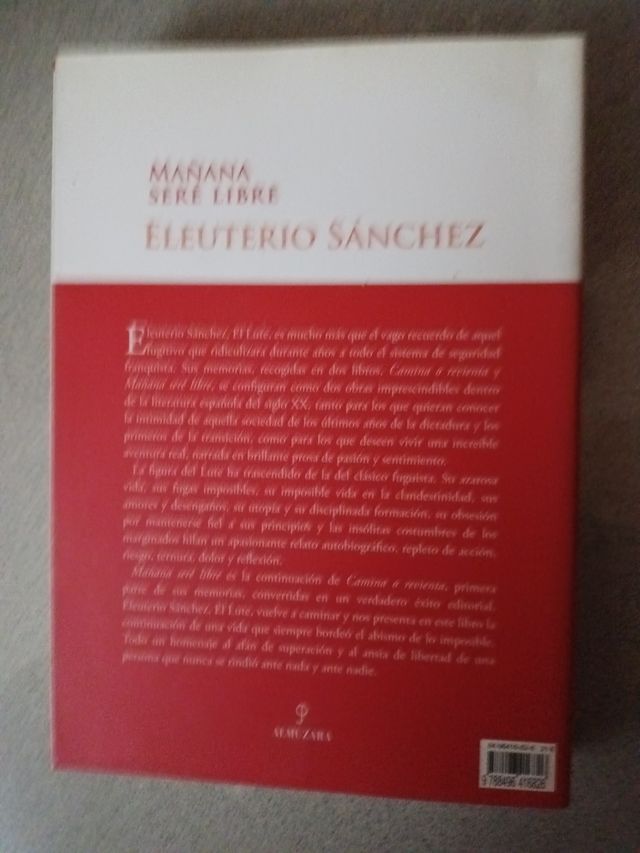 MAÑANA
SERÉ LIBRE
ELEUTERIO SÁNCHEZ
Eleuterio Sánchez, El Lute, es mucho más que el vago recuerdo de aquel
fugitivo que ridiculizara durante años a todo el sistema de seguridad
franquista. Sus memorias, recogidas en dos libros, Camina o revienta y
Mañana seré libre, se configuran como dos obras imprescindibles dentro
de la literatura española del siglo XX, tanto para los que quieran conocer
la intimidad de aquella sociedad de los últimos años de la dictadura y los
primeros de la transición, como para los que deseen vivir una increíble
aventura real, narrada en brillante prosa de pasión y sentimiento.
La figura del Lute ha trascendido de la del clásico fuguista. Su azarosa
vida, sus fugas imposibles, su imposible vida en la clandestinidad, sus
amores y desengaños, su utopía y su disciplinada formación, su obsesión
por mantenerse fiel a sus principios y las insólitas costumbres de los
marginados hilan un apasionante relato autobiográfico, repleto de acción,
riesgo, ternura, dolor y reflexión.
Mañana seré libre es la continuación de Camina o revienta, primera
parte de sus memorias, convertidas en un verdadero éxito editorial.
Eleuterio Sánchez, El Lute, vuelve a caminar y nos presenta en este libro la
continuación de una vida que siempre bordeó el abismo de lo imposible.
Todo un homenaje al afán de superación y al ansia de libertad de una
persona que nunca se rindió ante nada y ante nadie.
ALMUZARA
9 788496 416826